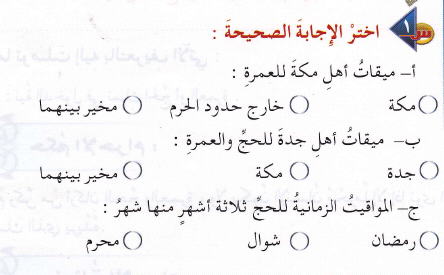 س١ اخترْ الإجابةَ الصحيحةَ :
أ– ميقاتُ أهلِ مكةَ للعمرةِ :
مكة خارج حدود الحرم مخير بينهما
ب– ميقاتُ أهلِ جدةَ للحجِّ والعمرةِ :
جدة مكة مخير بينهما
ج– المواقيتُ الزمانيةُ للحجِّ ثلاثة أشهرٍ منها شهرُ :
رمضان شوال محرم